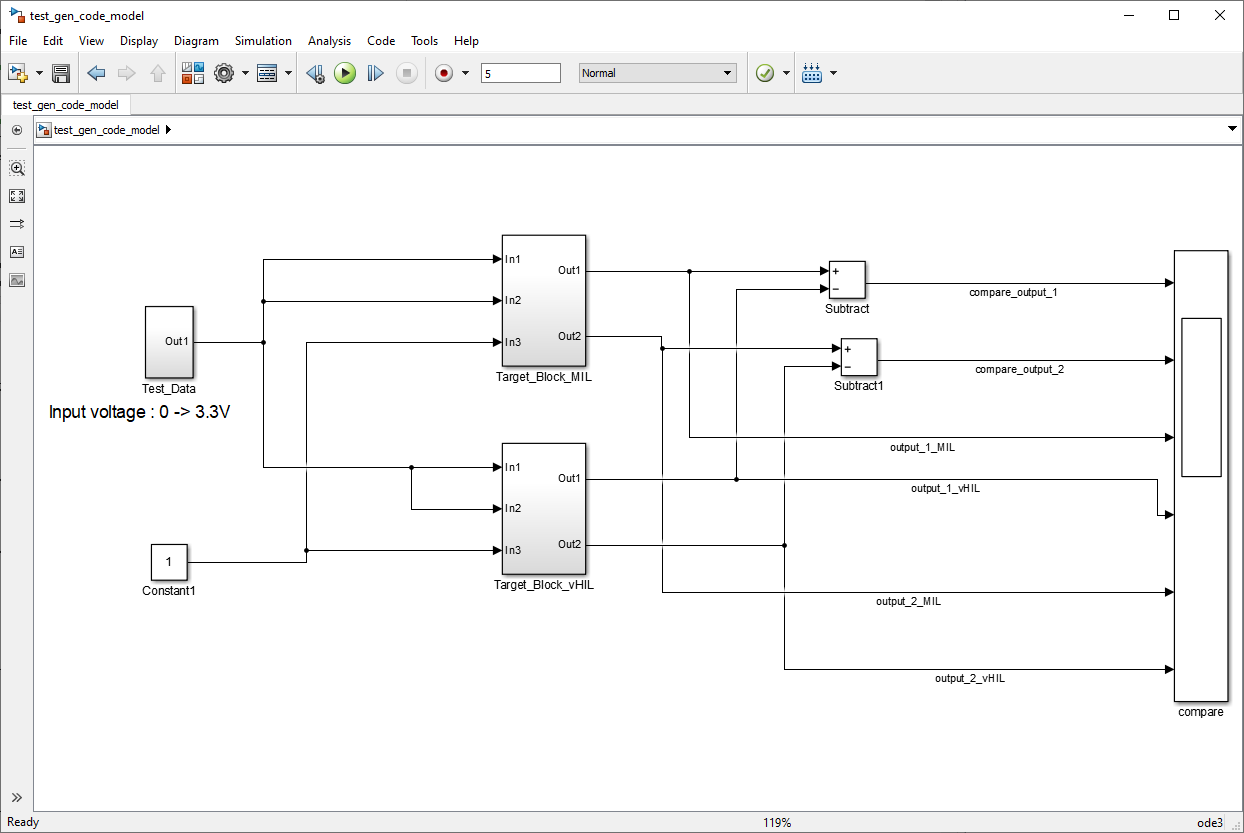 test_gen_code_model
File Edit View Display Diagram Simulation Analysis Code Tools Help
5 Normal
test_gen_code_model
test_gen_code_model
In1
Out1
In2
Out2
In3
Target_Block_MIL
+
−
Subtract
compare_output_1
+
−
Subtract1
compare_output_2
Out1
Test_Data
Input voltage : 0 -> 3.3V
output_1_MIL
In1
Out1
In2
Out2
In3
Target_Block_vHIL
output_1_vHIL
1
Constant1
output_2_MIL
output_2_vHIL
compare
Ready 119% ode3